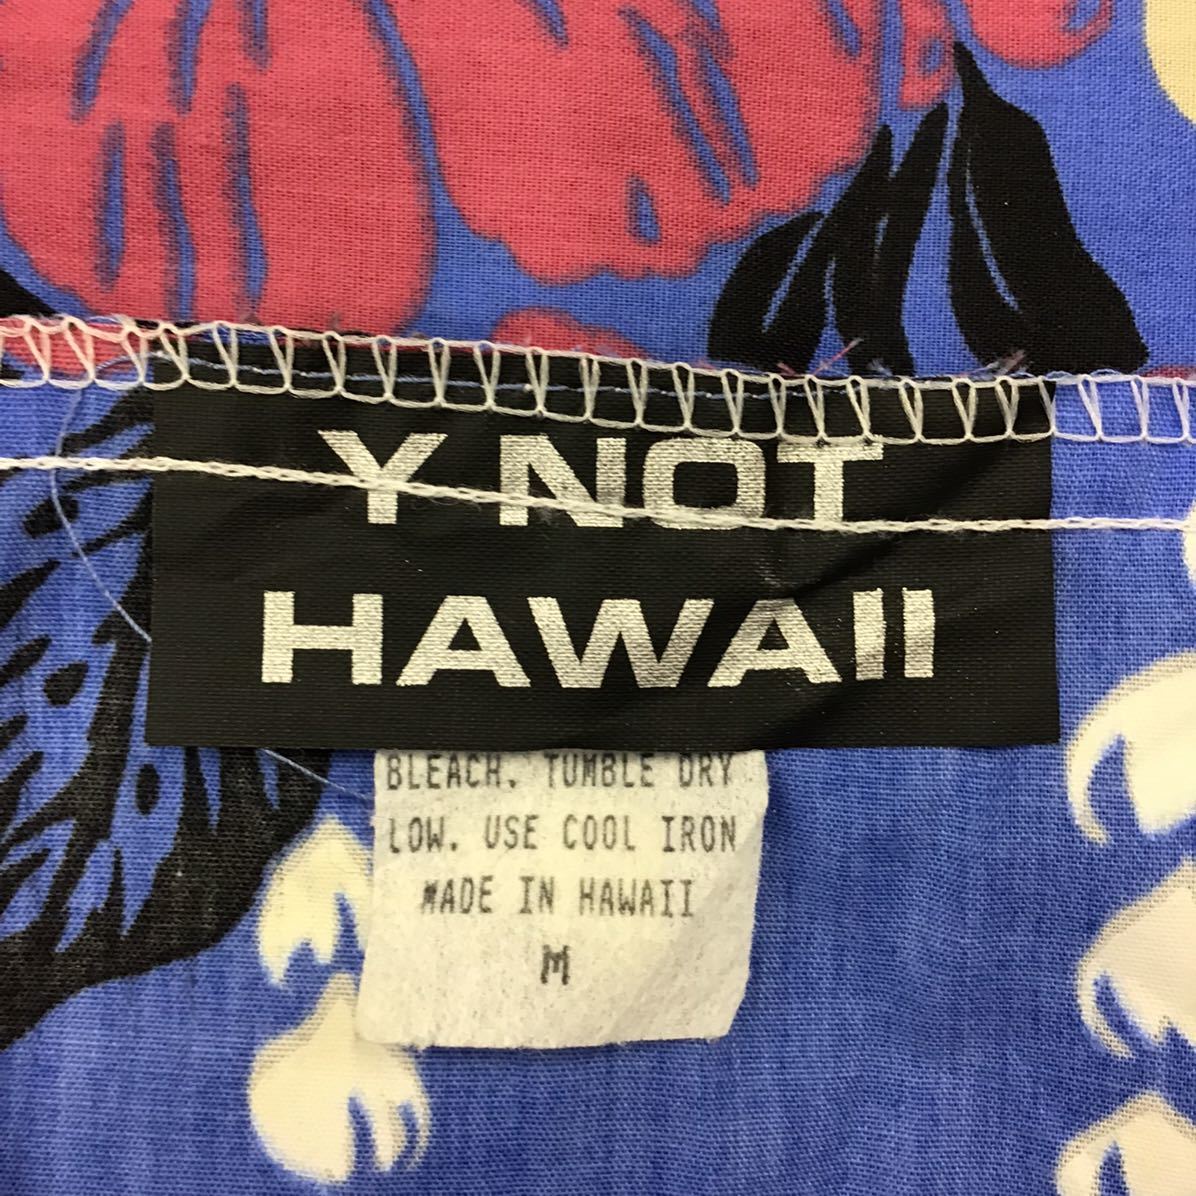 Y NOT
HAWAII
BLEACH. TUMBLE DRY
LOW. USE COOL IRON
MADE IN HAWAII
M